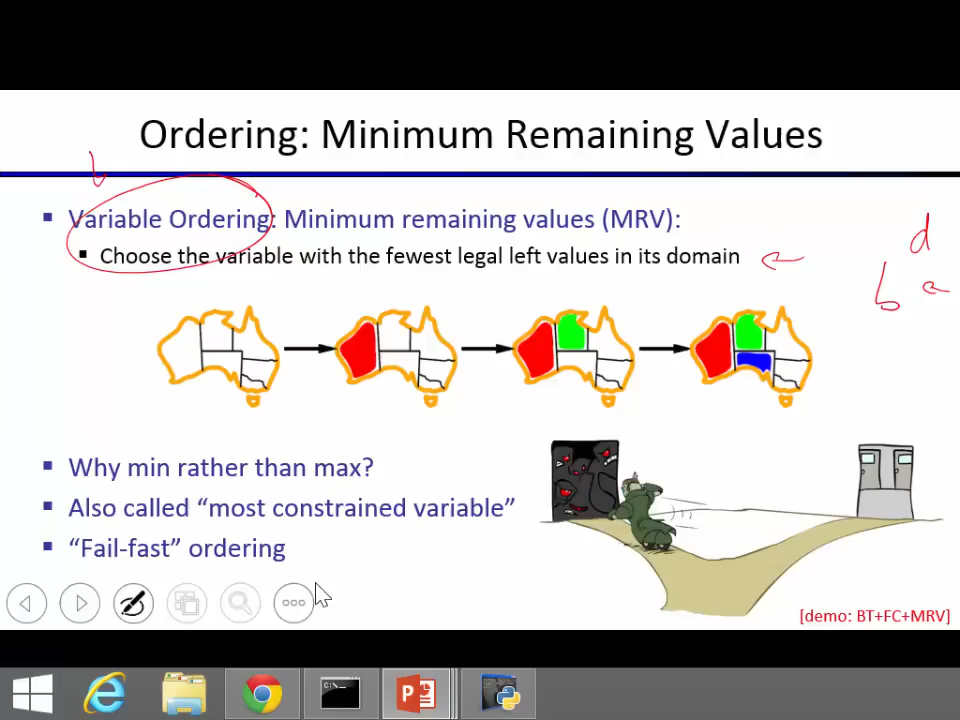 Ordering: Minimum Remaining Values
Variable Ordering: Minimum remaining values (MRV):
Choose the variable with the fewest legal left values in its domain
d
b
Why min rather than max?
Also called “most constrained variable”
“Fail-fast” ordering
[demo: BT+FC+MRV]
C:\_